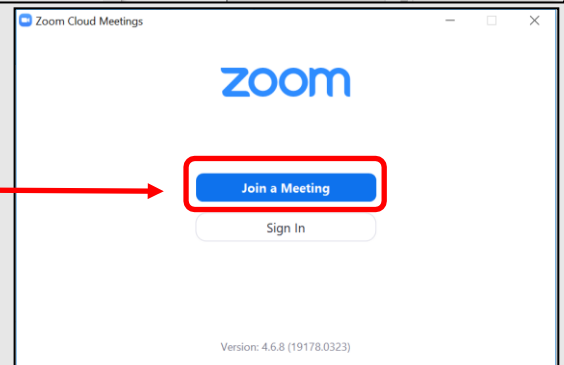 Zoom Cloud Meetings
zoom
Join a Meeting
Sign In
Version: 4.6.8 (19178.0323)